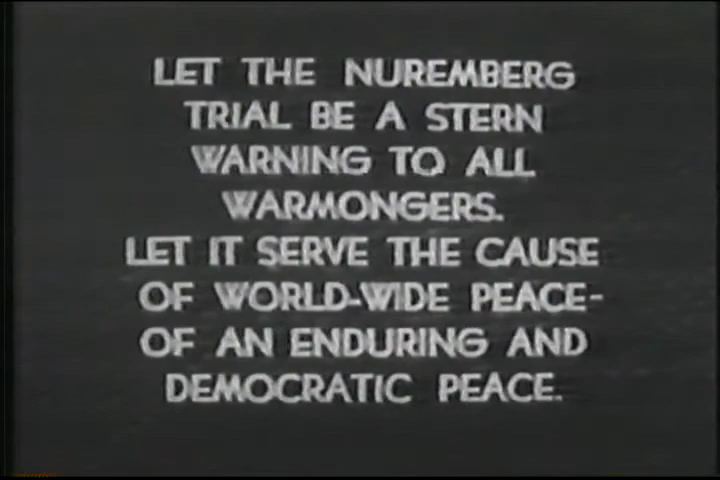 LET THE NUREMBERG
TRIAL BE A STERN
WARNING TO ALL
WARMONGERS.
LET IT SERVE THE CAUSE
OF WORLD-WIDE PEACE-
OF AN ENDURING AND
DEMOCRATIC PEACE.